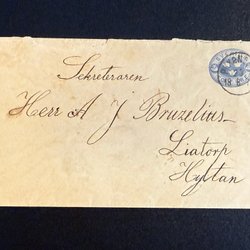 Sekreteraren
Herr A J Bruzelius
Liatorp
Hyltan